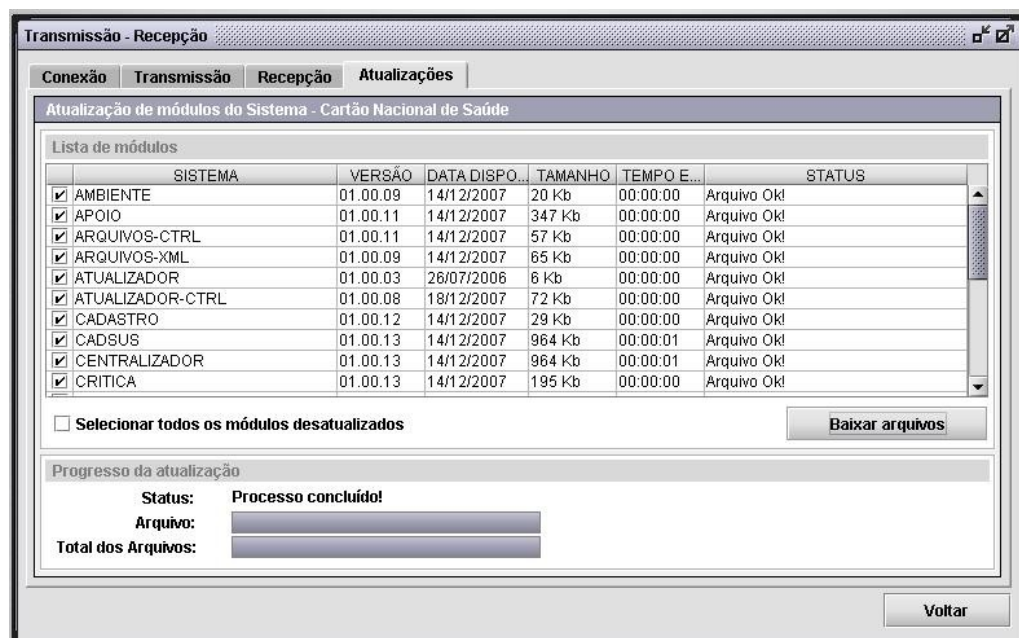 Transmissão - Recepção
Conexão Transmissão Recepção Atualizações
Atualização de módulos do Sistema - Cartão Nacional de Saúde
Lista de módulos
SISTEMA VERSÃO DATA DISPO... TAMANHO TEMPO E... STATUS
AMBIENTE 01.00.09 14/12/2007 20 Kb 00:00:00 Arquivo Ok!
APOIO 01.00.11 14/12/2007 347 Kb 00:00:00 Arquivo Ok!
ARQUIVOS-CTRL 01.00.11 14/12/2007 57 Kb 00:00:00 Arquivo Ok!
ARQUIVOS-XML 01.00.09 14/12/2007 65 Kb 00:00:00 Arquivo Ok!
ATUALIZADOR 01.00.03 26/07/2006 6 Kb 00:00:00 Arquivo Ok!
ATUALIZADOR-CTRL 01.00.08 18/12/2007 72 Kb 00:00:00 Arquivo Ok!
CADASTRO 01.00.12 14/12/2007 29 Kb 00:00:00 Arquivo Ok!
CADSUS 01.00.13 14/12/2007 964 Kb 00:00:01 Arquivo Ok!
CENTRALIZADOR 01.00.13 14/12/2007 964 Kb 00:00:01 Arquivo Ok!
CRITICA 01.00.13 14/12/2007 195 Kb 00:00:00 Arquivo Ok!
Selecionar todos os módulos desatualizados Baixar arquivos
Progresso da atualização
Status: Processo concluído!
Arquivo:
Total dos Arquivos:
Voltar